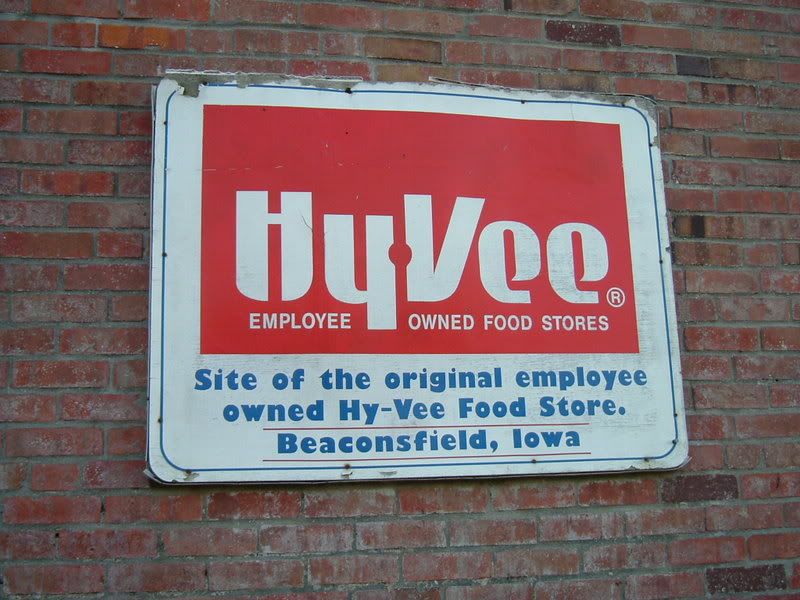 HyVee®
EMPLOYEE OWNED FOOD STORES
Site of the original employee
owned Hy-Vee Food Store.
Beaconsfield, Iowa